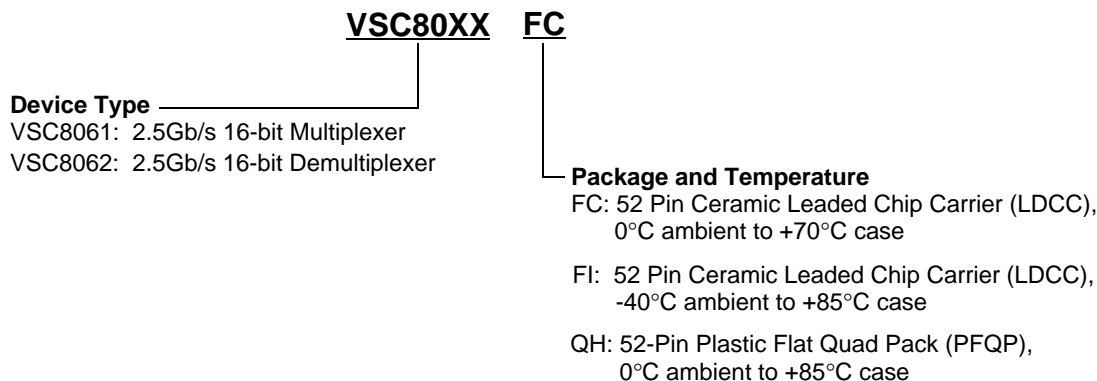 VSC80XX FC
Device Type
VSC8061: 2.5Gb/s 16-bit Multiplexer
VSC8062: 2.5Gb/s 16-bit Demultiplexer
Package and Temperature
FC: 52 Pin Ceramic Leaded Chip Carrier (LDCC),
0°C ambient to +70°C case
FI: 52 Pin Ceramic Leaded Chip Carrier (LDCC),
-40°C ambient to +85°C case
QH: 52-Pin Plastic Flat Quad Pack (PFQP),
0°C ambient to +85°C case